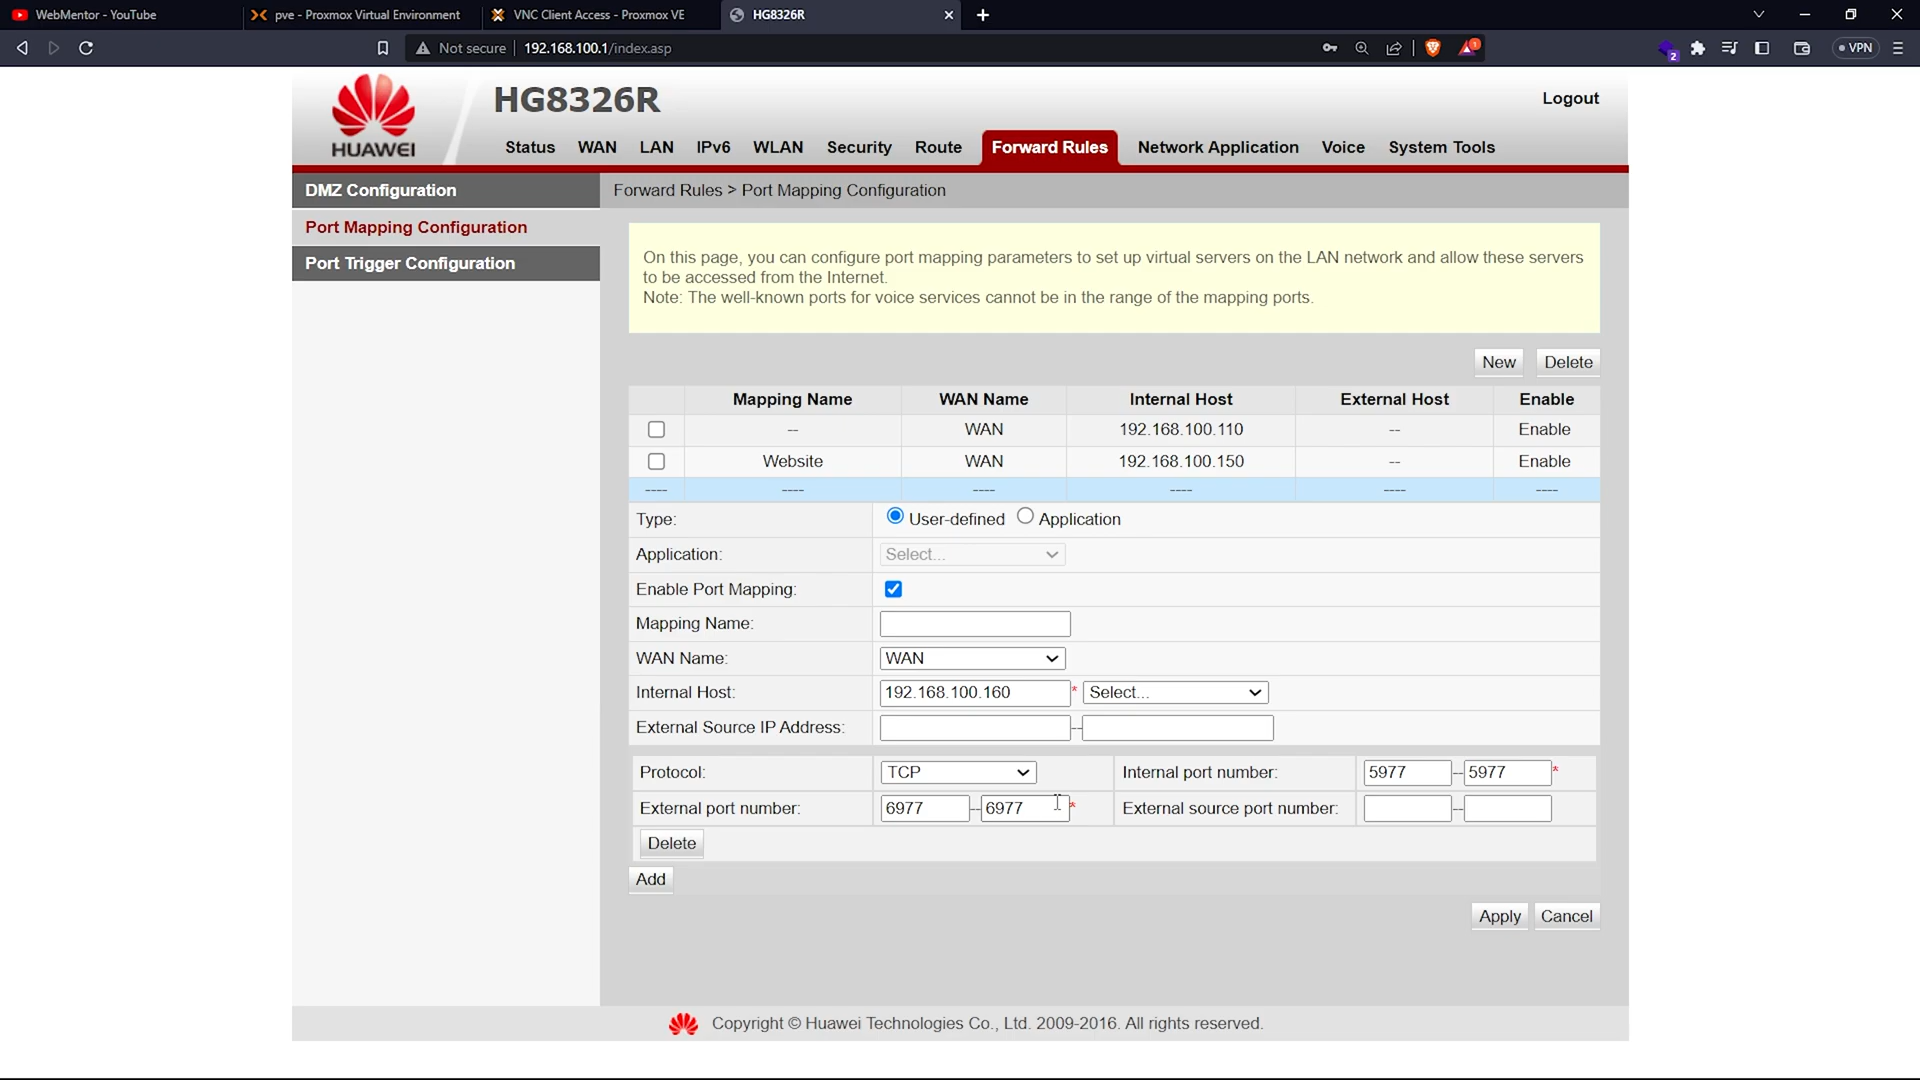 WebMentor - YouTube
pve - Proxmox Virtual Environment
VNC Client Access - Proxmox VE
HG8326R
Not secure
192.168.100.1/index.asp
1
2
VPN
HUAWEI
HG8326R
Logout
Status WAN LAN IPv6 WLAN Security Route Forward Rules Network Application Voice System Tools
DMZ Configuration
Port Mapping Configuration
Port Trigger Configuration
Forward Rules > Port Mapping Configuration
On this page, you can configure port mapping parameters to set up virtual servers on the LAN network and allow these servers
to be accessed from the Internet.
Note: The well-known ports for voice services cannot be in the range of the mapping ports.
New Delete
Mapping Name WAN Name Internal Host External Host Enable
-- WAN 192.168.100.110 -- Enable
Website WAN 192.168.100.150 -- Enable
---- ---- ---- ---- ---- ----
Type: User-defined Application
Application: Select...
Enable Port Mapping:
Mapping Name:
WAN Name: WAN
Internal Host: 192.168.100.160 * Select...
External Source IP Address: --
Protocol: TCP Internal port number: 5977 -- 5977 *
External port number: 6977 -- 6977 * External source port number: --
Delete
Add
Apply Cancel
Copyright © Huawei Technologies Co., Ltd. 2009-2016. All rights reserved.